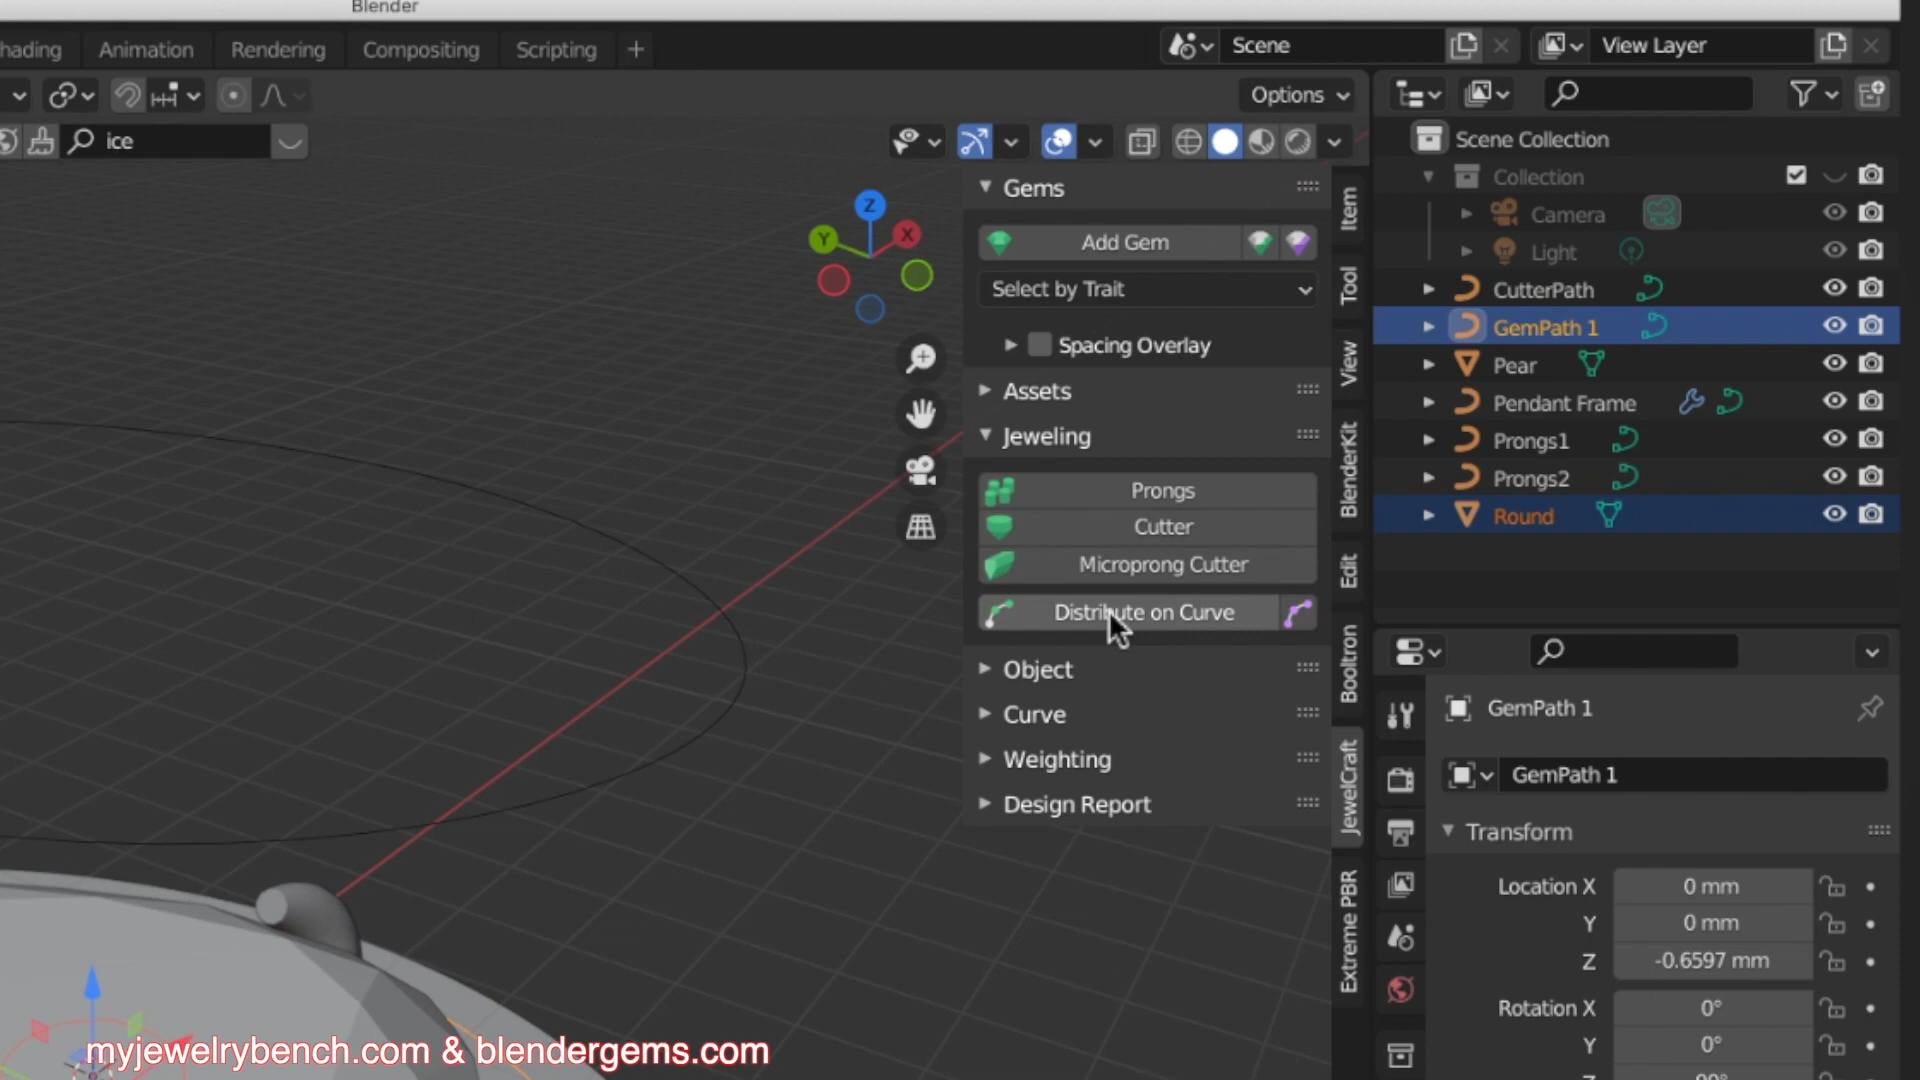 Blender
hading Animation Rendering Compositing Scripting +
Scene
View Layer
Options
ice
Scene Collection
Collection
Camera
Light
CutterPath
GemPath 1
Pear
Pendant Frame
Prongs1
Prongs2
Round
Z
Y
X
Gems
Add Gem
Select by Trait
Spacing Overlay
Assets
Jeweling
Prongs
Cutter
Microprong Cutter
Distribute on Curve
Object
Curve
Weighting
Design Report
Item
Tool
View
BlenderKit
Edit
Booltron
JewelCraft
Extreme PBR
GemPath 1
GemPath 1
Transform
Location X 0 mm
Y 0 mm
Z -0.6597 mm
Rotation X 0°
Y 0°
myjewelrybench.com & blendergems.com